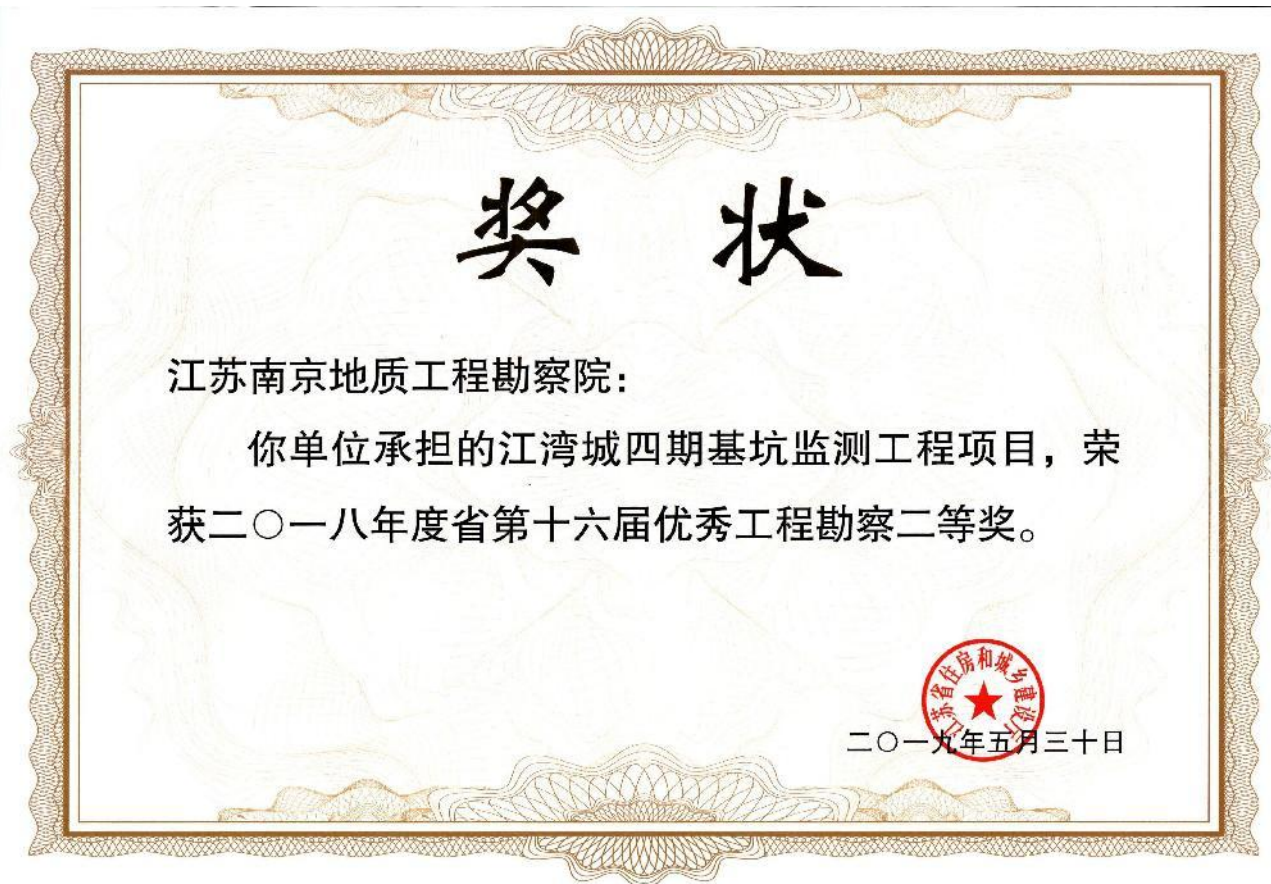 奖 状
江苏南京地质工程勘察院：
你单位承担的江湾城四期基坑监测工程项目，荣
获二〇一八年度省第十六届优秀工程勘察二等奖。
江苏省住房和城乡建设厅
二〇一九年五月三十日